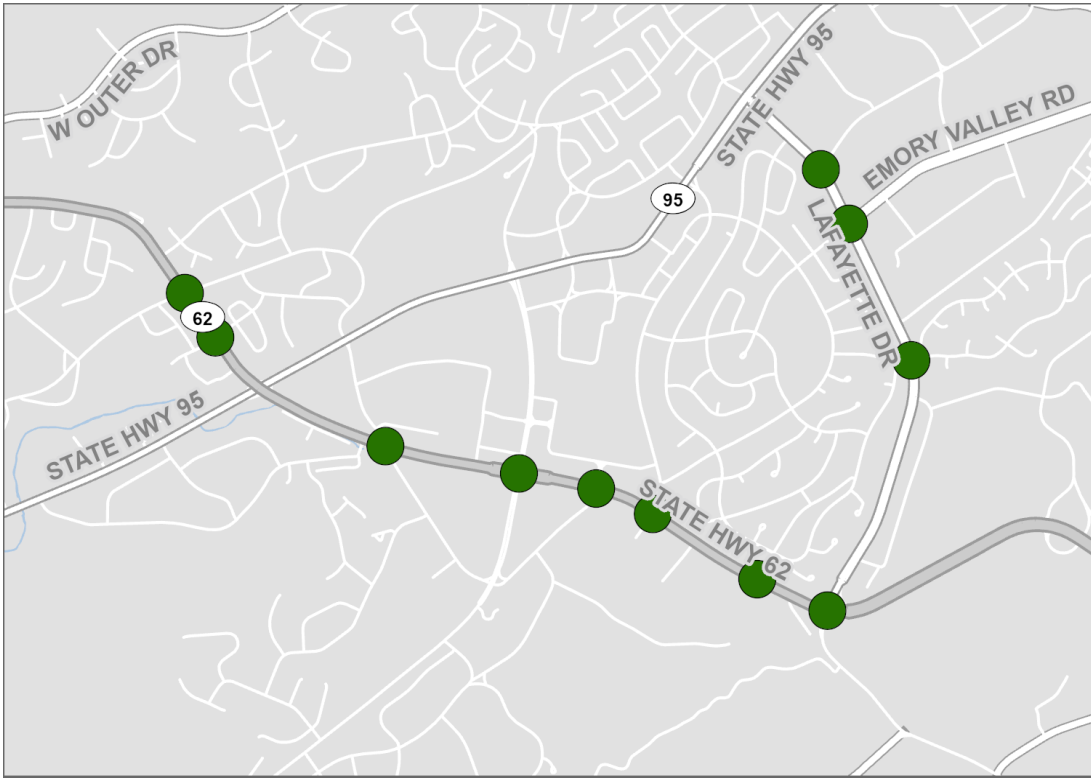 W OUTER DR
STATE HWY 95
EMORY VALLEY RD
95
LAFAYETTE DR
62
STATE HWY 95
STATE HWY 62